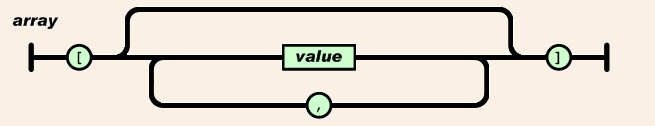 array
[ value ]
,